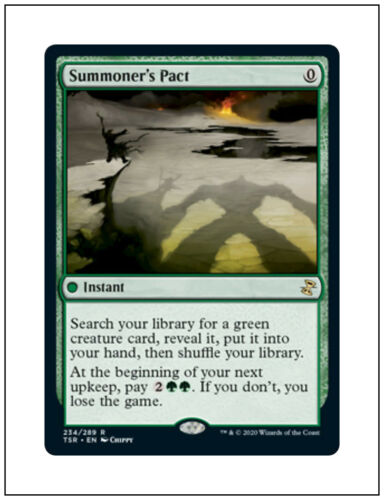 Summoner's Pact 0
Instant
Search your library for a green
creature card, reveal it, put it into
your hand, then shuffle your library.
At the beginning of your next
upkeep, pay 2. If you don't, you
lose the game.
234/289 R
TSR • EN CHIPPY
™ & © 2020 Wizards of the Coast